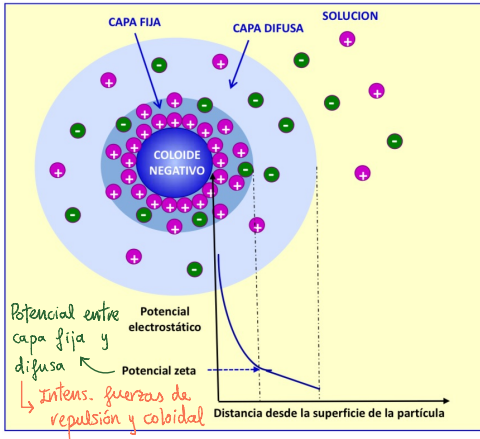 SOLUCION
CAPA FIJA
CAPA DIFUSA
COLOIDE
NEGATIVO
Potencial
electrostático
Potencial entre
capa fija y
difusa
Potencial zeta
Intens. fuerzas de
repulsión y coloidal
Distancia desde la superficie de la partícula